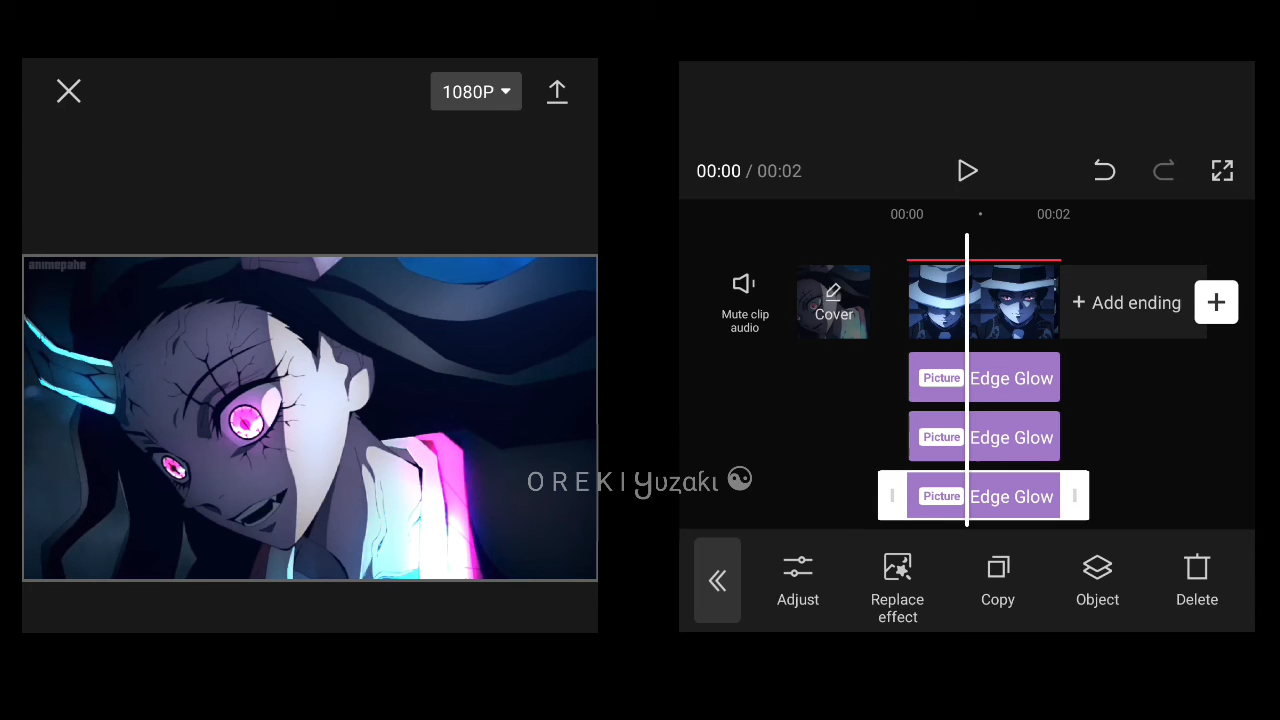 1080P
animepahe
00:00 / 00:02
00:00
00:02
Mute clip
audio
Cover
+ Add ending
Picture Edge Glow
Picture Edge Glow
OREKI Yuzaki
Picture Edge Glow
Adjust
Replace
effect
Copy
Object
Delete